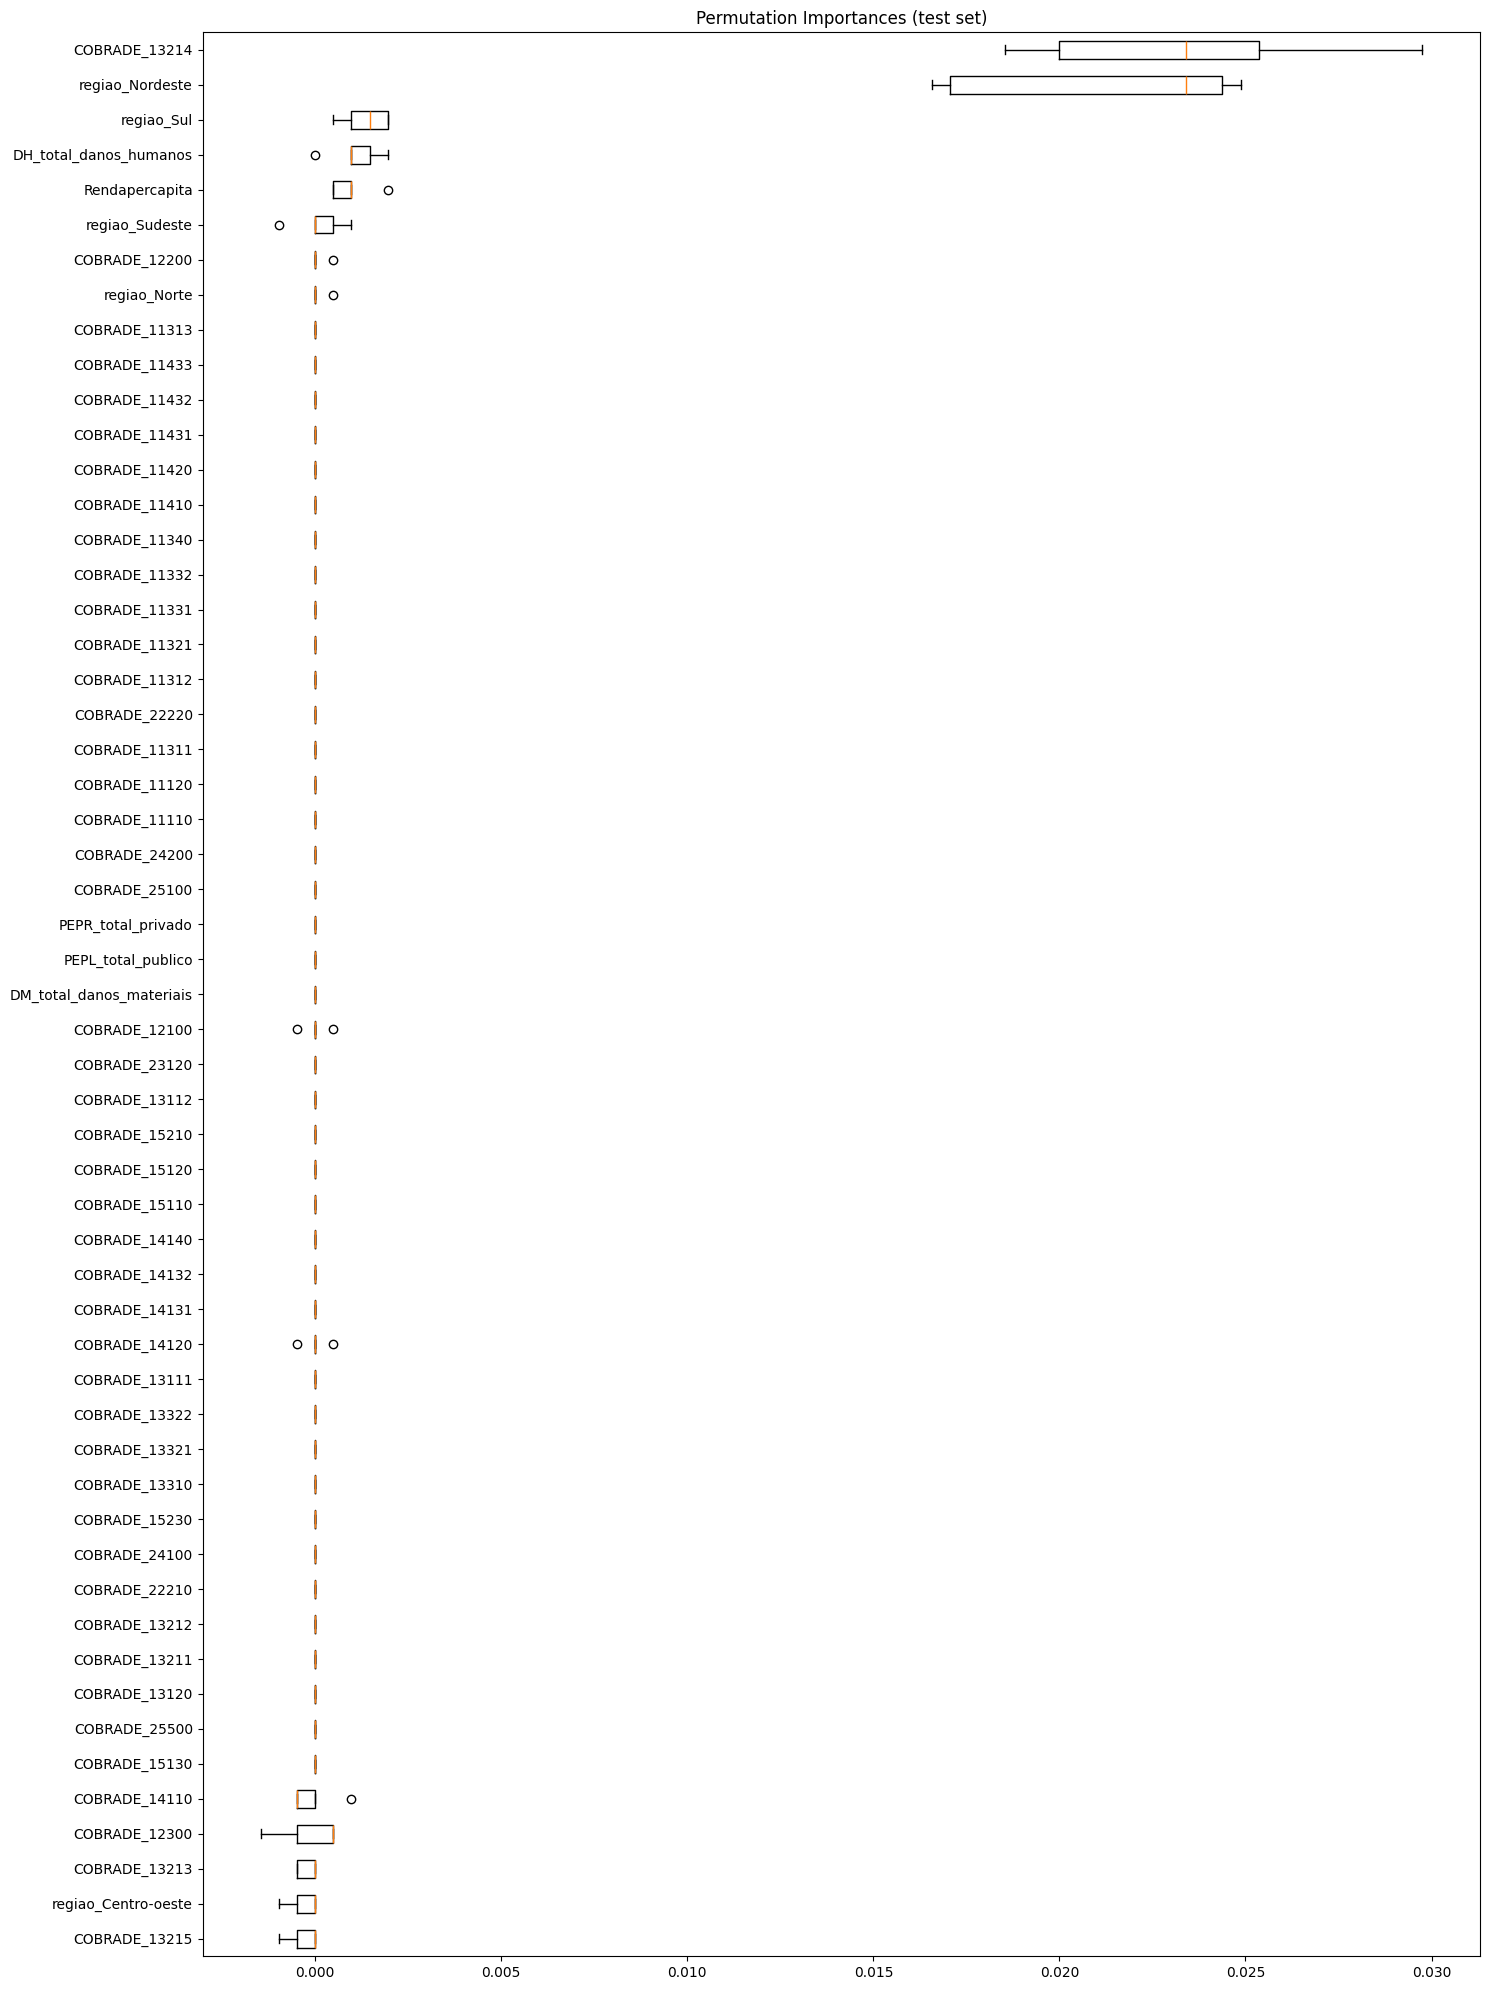 Permutation Importances (test set)
COBRADE_13214
regiao_Nordeste
regiao_Sul
DH_total_danos_humanos
Rendapercapita
regiao_Sudeste
COBRADE_12200
regiao_Norte
COBRADE_11313
COBRADE_11433
COBRADE_11432
COBRADE_11431
COBRADE_11420
COBRADE_11410
COBRADE_11340
COBRADE_11332
COBRADE_11331
COBRADE_11321
COBRADE_11312
COBRADE_22220
COBRADE_11311
COBRADE_11120
COBRADE_11110
COBRADE_24200
COBRADE_25100
PEPR_total_privado
PEPL_total_publico
DM_total_danos_materiais
COBRADE_12100
COBRADE_23120
COBRADE_13112
COBRADE_15210
COBRADE_15120
COBRADE_15110
COBRADE_14140
COBRADE_14132
COBRADE_14131
COBRADE_14120
COBRADE_13111
COBRADE_13322
COBRADE_13321
COBRADE_13310
COBRADE_15230
COBRADE_24100
COBRADE_22210
COBRADE_13212
COBRADE_13211
COBRADE_13120
COBRADE_25500
COBRADE_15130
COBRADE_14110
COBRADE_12300
COBRADE_13213
regiao_Centro-oeste
COBRADE_13215
0.000 0.005 0.010 0.015 0.020 0.025 0.030